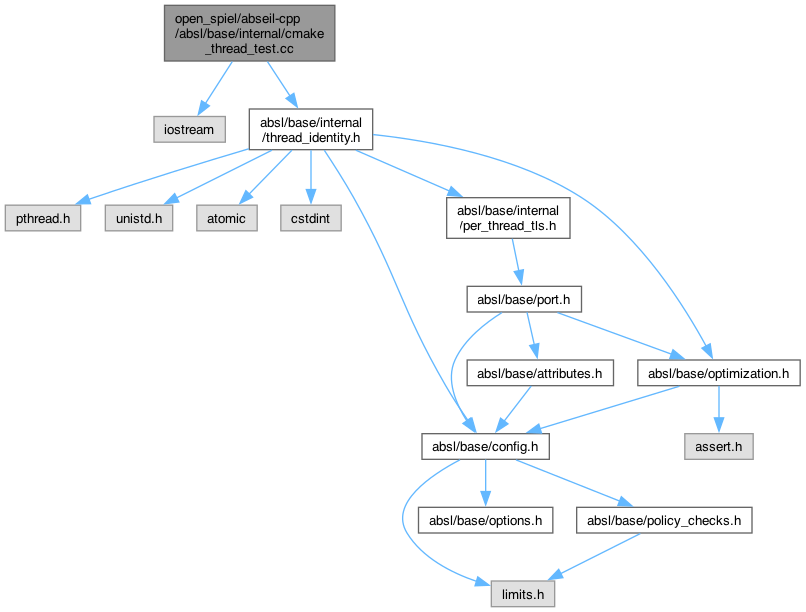 open_spiel/abseil-cpp
/absl/base/internal/cmake
_thread_test.cc
iostream
absl/base/internal
/thread_identity.h
pthread.h
unistd.h
atomic
cstdint
absl/base/internal
/per_thread_tls.h
absl/base/port.h
absl/base/attributes.h
absl/base/optimization.h
absl/base/config.h
assert.h
absl/base/options.h
absl/base/policy_checks.h
limits.h